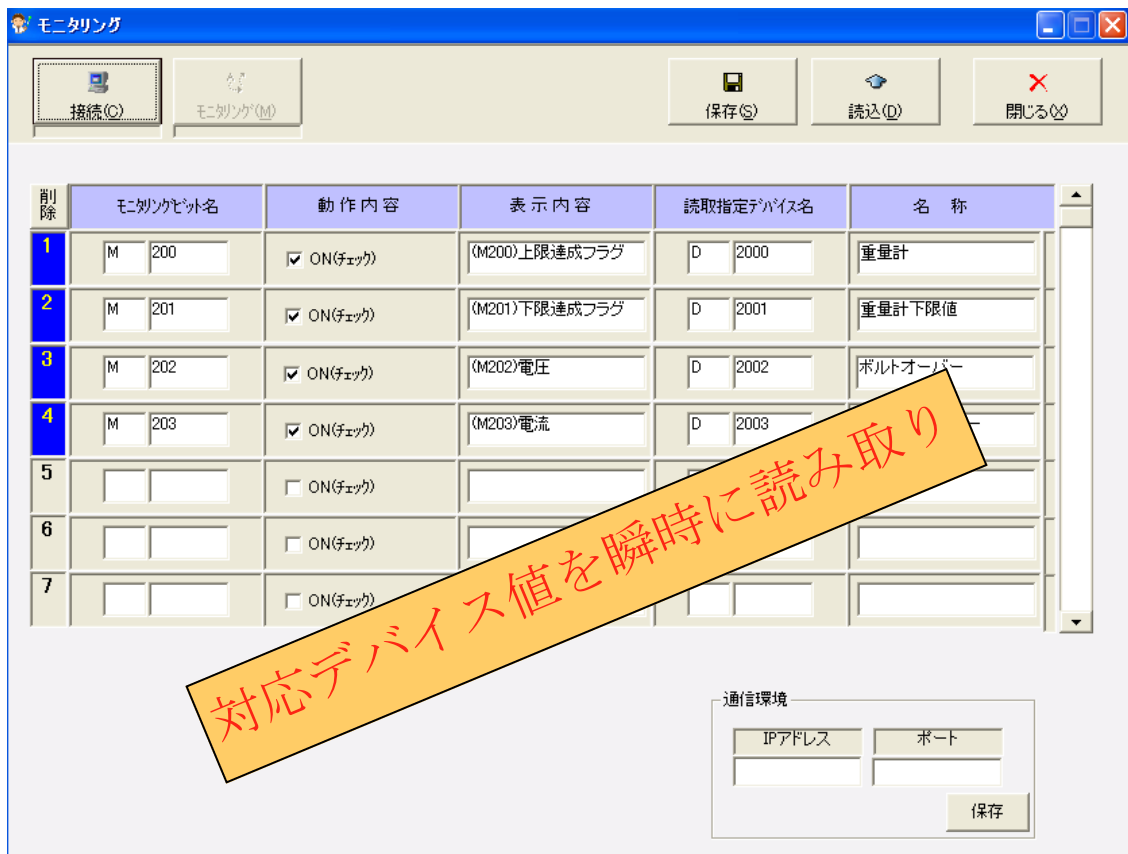 モニタリング
接続(C) モニタリング(M) 保存(S) 読込(D) 閉じる(X)
削除 モニタリングビット名 動作内容 表示内容 読取指定デバイス名 名 称
1 M 200 ON(チェック) (M200)上限達成フラグ D 2000 重量計
2 M 201 ON(チェック) (M201)下限達成フラグ D 2001 重量計下限値
3 M 202 ON(チェック) (M202)電圧 D 2002 ボルトオーバー
4 M 203 ON(チェック) (M203)電流 D 2003
5 ON(チェック)
6 ON(チェック)
7 ON(チェック)
対応デバイス値を瞬時に読み取り
通信環境
IPアドレス ポート
保存